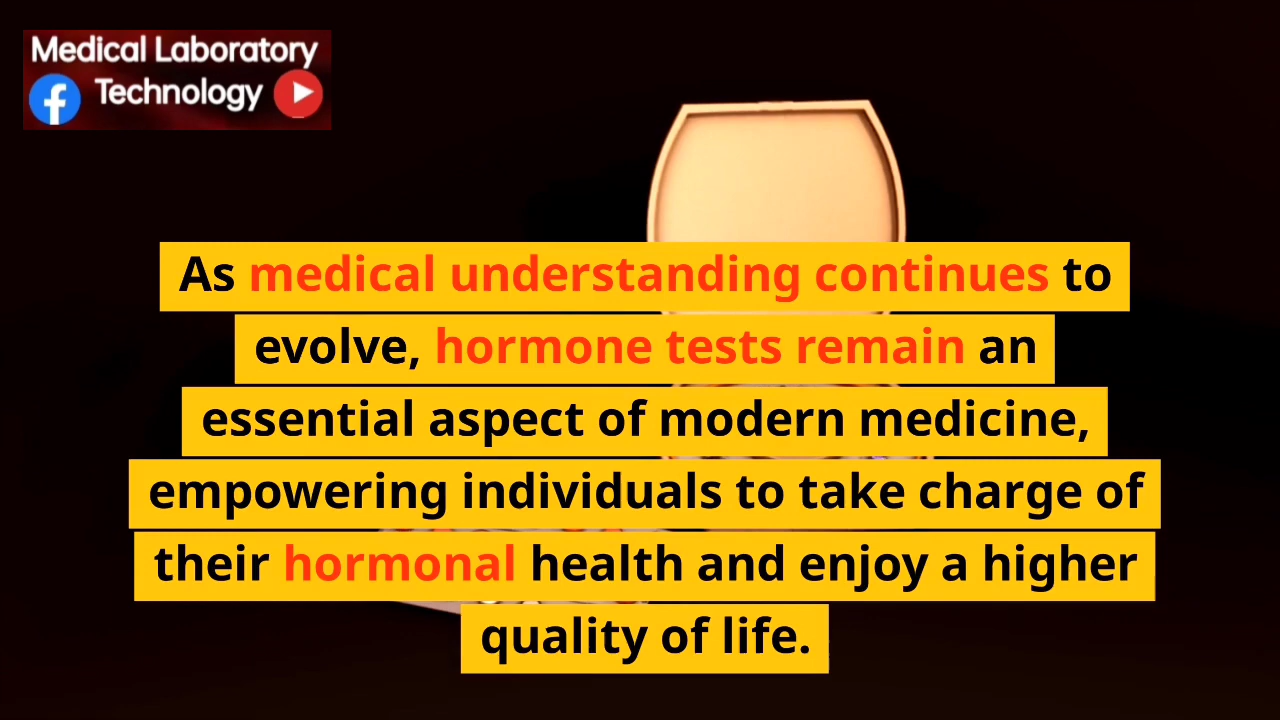 Medical Laboratory
Technology
As medical understanding continues to
evolve, hormone tests remain an
essential aspect of modern medicine,
empowering individuals to take charge of
their hormonal health and enjoy a higher
quality of life.